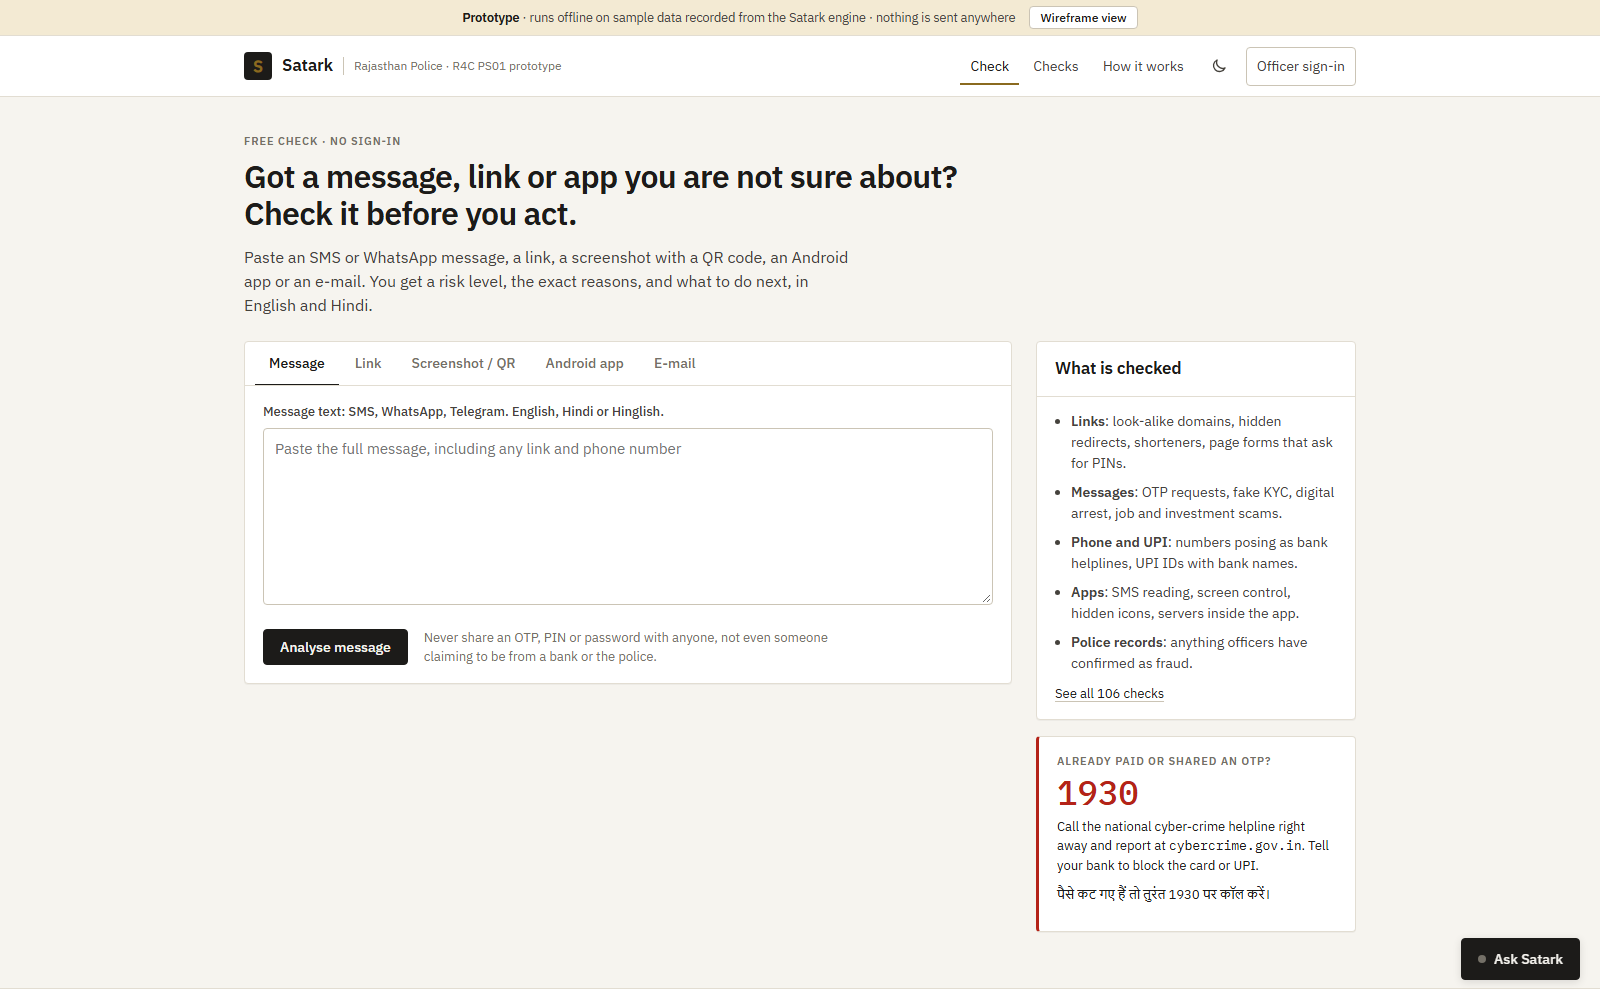 Prototype · runs offline on sample data recorded from the Satark engine · nothing is sent anywhere
Wireframe view
S
Satark
Rajasthan Police · R4C PS01 prototype
Check
Checks
How it works
Officer sign-in
FREE CHECK · NO SIGN-IN
Got a message, link or app you are not sure about?
Check it before you act.
Paste an SMS or WhatsApp message, a link, a screenshot with a QR code, an Android
app or an e-mail. You get a risk level, the exact reasons, and what to do next, in
English and Hindi.
Message
Link
Screenshot / QR
Android app
E-mail
Message text: SMS, WhatsApp, Telegram. English, Hindi or Hinglish.
Paste the full message, including any link and phone number
Analyse message
Never share an OTP, PIN or password with anyone, not even someone
claiming to be from a bank or the police.
What is checked
Links: look-alike domains, hidden
redirects, shorteners, page forms that ask
for PINs.
Messages: OTP requests, fake KYC, digital
arrest, job and investment scams.
Phone and UPI: numbers posing as bank
helplines, UPI IDs with bank names.
Apps: SMS reading, screen control,
hidden icons, servers inside the app.
Police records: anything officers have
confirmed as fraud.
See all 106 checks
ALREADY PAID OR SHARED AN OTP?
1930
Call the national cyber-crime helpline right
away and report at cybercrime.gov.in. Tell
your bank to block the card or UPI.
पैसे कट गए हैं तो तुरंत 1930 पर कॉल करें।
Ask Satark